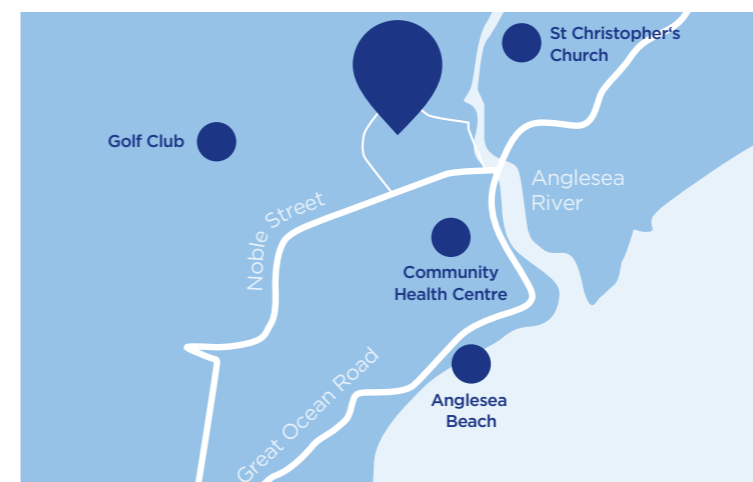 St Christopher's
Church
Golf Club
Anglesea
River
Noble Street
Community
Health Centre
Great Ocean Road
Anglesea
Beach